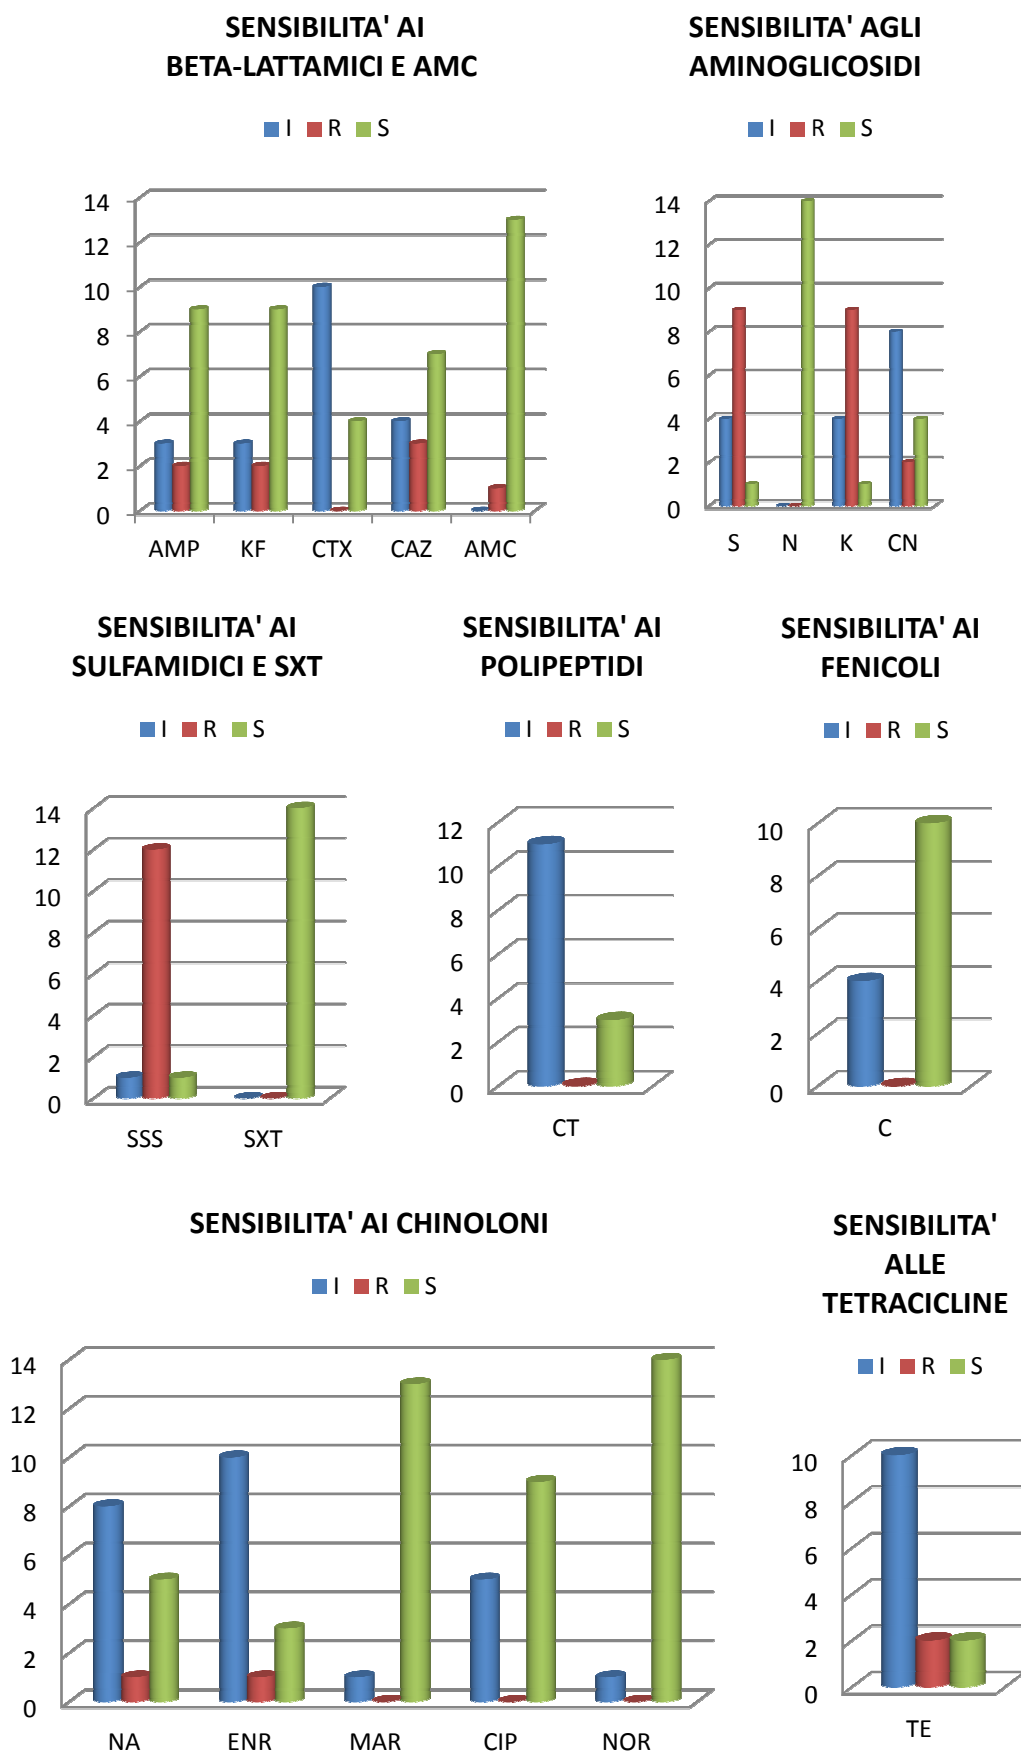 SENSIBILITA' AI
BETA-LATTAMICI E AMC
I R S
14
12
10
8
6
4
2
0
AMP KF CTX CAZ AMC
SENSIBILITA' AGLI
AMINOGLICOSIDI
I R S
14
12
10
8
6
4
2
0
S N K CN
SENSIBILITA' AI
SULFAMIDICI E SXT
I R S
14
12
10
8
6
4
2
0
SSS SXT
SENSIBILITA' AI
POLIPEPTIDI
I R S
12
10
8
6
4
2
0
CT
SENSIBILITA' AI
FENICOLI
I R S
10
8
6
4
2
0
C
SENSIBILITA' AI CHINOLONI
I R S
14
12
10
8
6
4
2
0
NA ENR MAR CIP NOR
SENSIBILITA'
ALLE
TETRACICLINE
I R S
10
8
6
4
2
0
TE